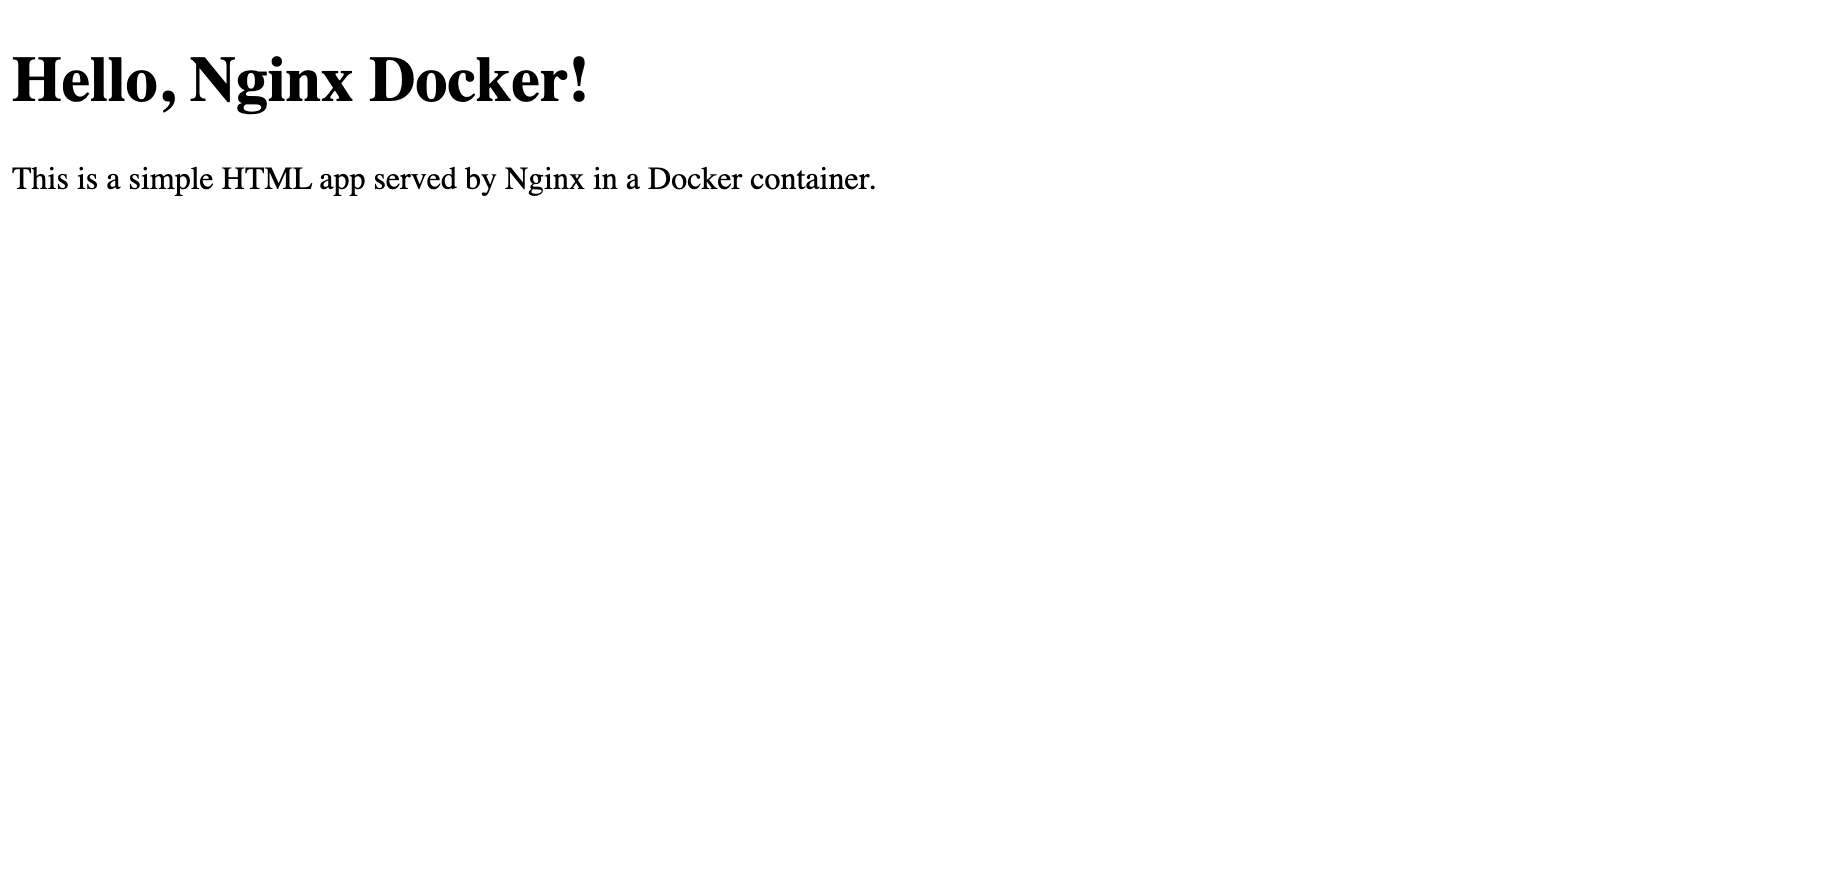 Hello, Nginx Docker!
This is a simple HTML app served by Nginx in a Docker container.